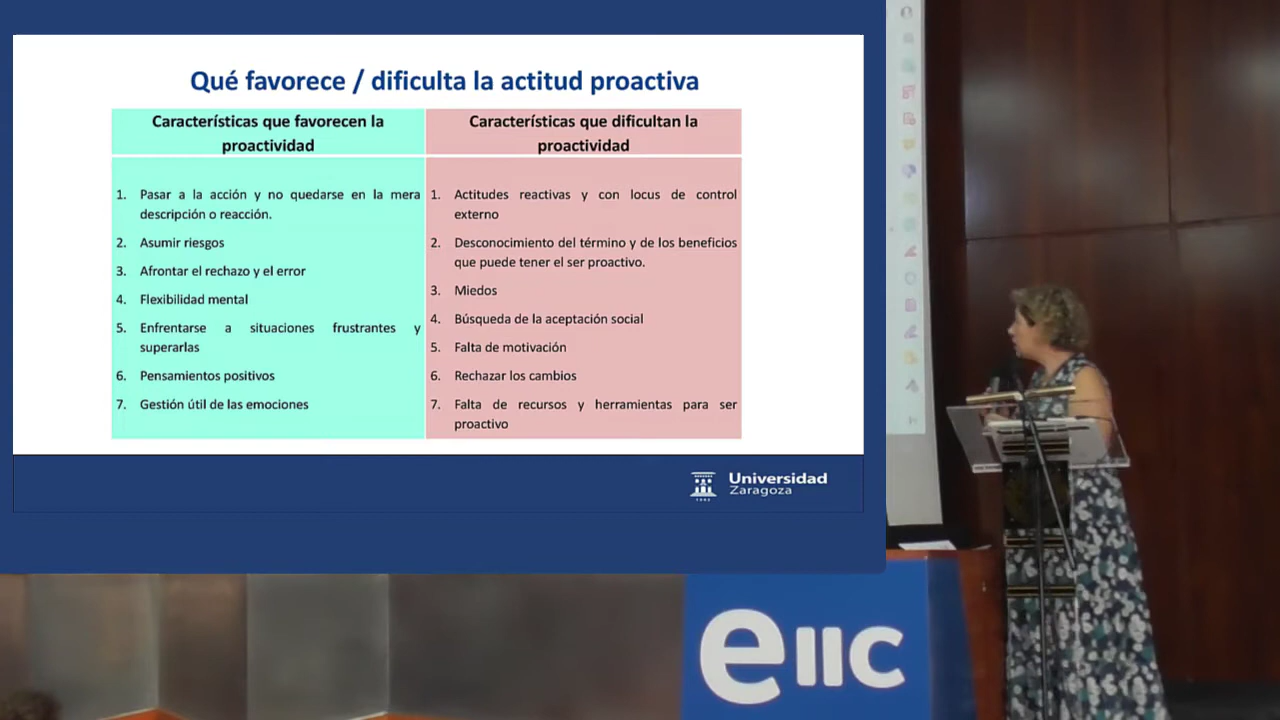 Qué favorece / dificulta la actitud proactiva
Características que favorecen la
proactividad
1. Pasar a la acción y no quedarse en la mera
descripción o reacción.
2. Asumir riesgos
3. Afrontar el rechazo y el error
4. Flexibilidad mental
5. Enfrentarse a situaciones frustrantes y
superarlas
6. Pensamientos positivos
7. Gestión útil de las emociones
Características que dificultan la
proactividad
1. Actitudes reactivas y con locus de control
externo
2. Desconocimiento del término y de los beneficios
que puede tener el ser proactivo.
3. Miedos
4. Búsqueda de la aceptación social
5. Falta de motivación
6. Rechazar los cambios
7. Falta de recursos y herramientas para ser
proactivo
Universidad
Zaragoza
eIIC